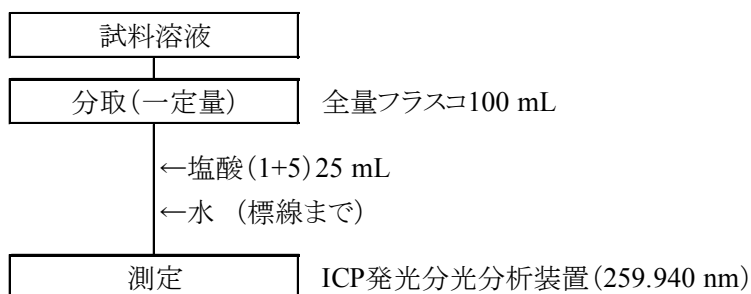 試料溶液
分取(一定量) 全量フラスコ100 mL
←塩酸(1+5)25 mL
←水 (標線まで)
測定 ICP発光分光分析装置(259.940 nm)